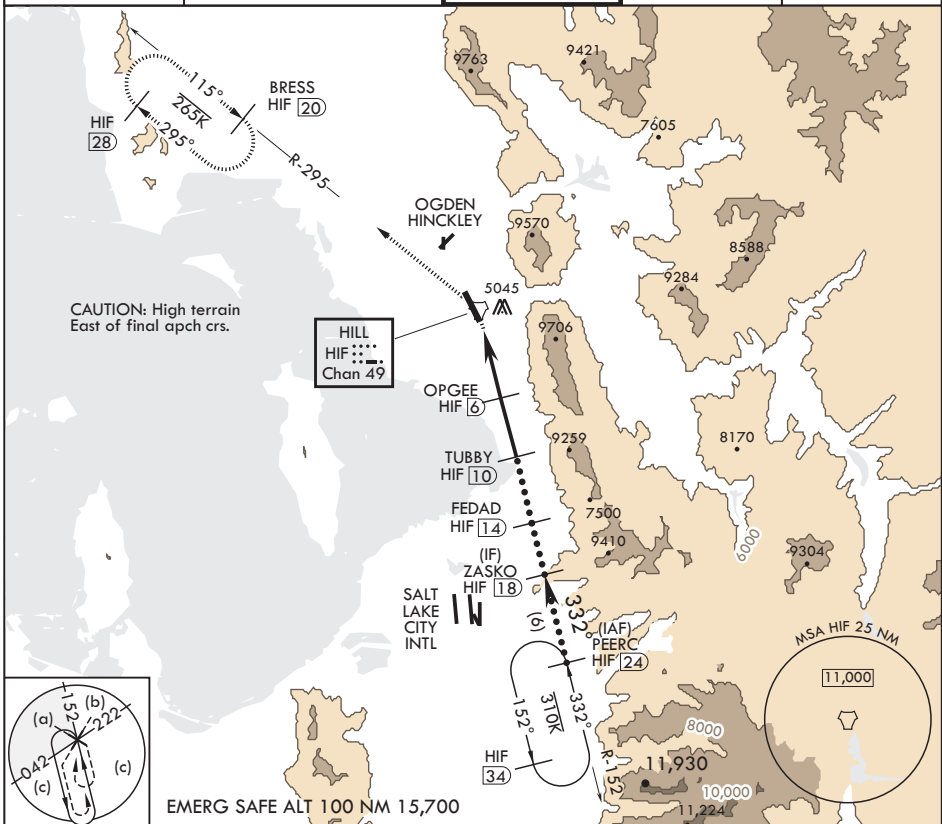 9763
9421
115°
265K
295°
BRESS
HIF 20
HIF
28
7605
R-295
OGDEN
HINCKLEY
9570
8588
9284
5045
CAUTION: High terrain
East of final apch crs.
HILL
HIF
Chan 49
9706
OPGEE
HIF 6
9259
8170
TUBBY
HIF 10
7500
FEDAD
HIF 14
9410
6000
9304
(IF)
ZASKO
HIF 18
SALT
LAKE
CITY
INTL
332°
(6)
(IAF)
PEERC
HIF 24
MSA HIF 25 NM
11,000
152°
310K
332°
R-152
HIF
34
8000
11,930
10,000
11,224
152
(a)
(b)
222
042
(c)
(c)
EMERG SAFE ALT 100 NM 15,700